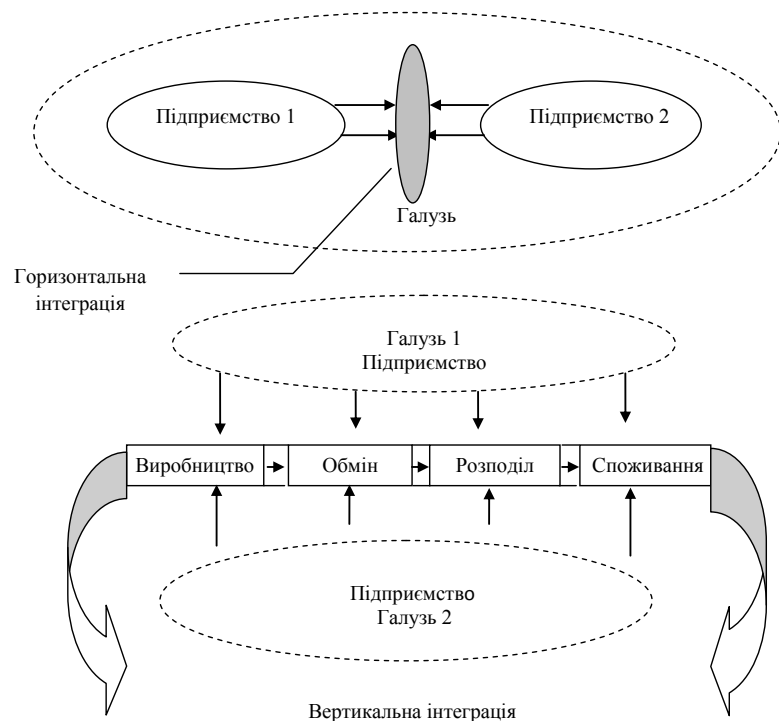 Підприємство 1
Підприємство 2
Галузь
Горизонтальна
інтеграція
Галузь 1
Підприємство
Виробництво
Обмін
Розподіл
Споживання
Підприємство
Галузь 2
Вертикальна інтеграція